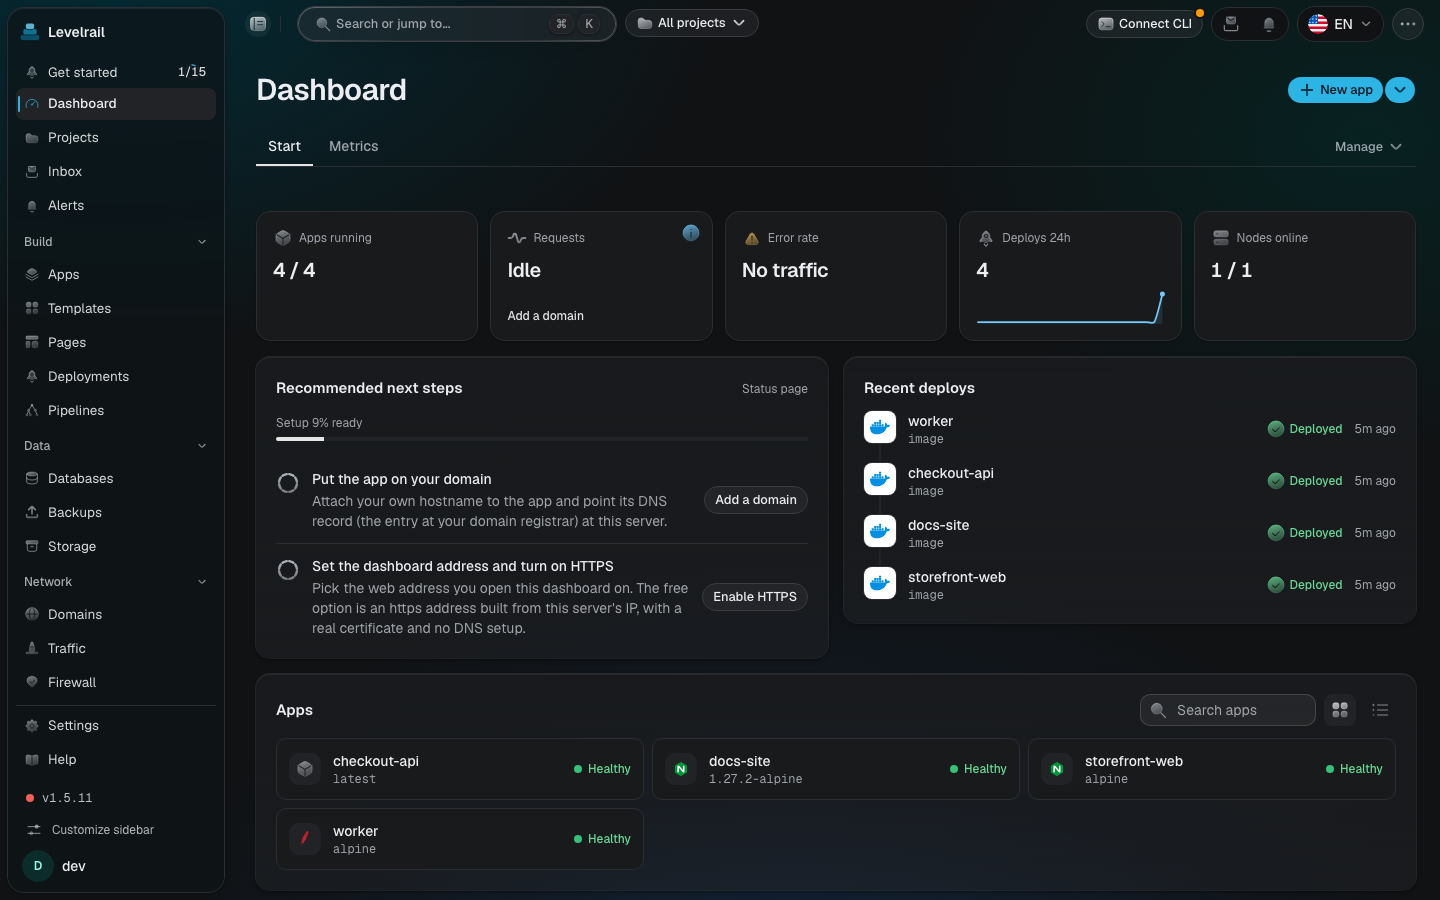 Levelrail
Get started 1/15
Dashboard
Projects
Inbox
Alerts
Build
Apps
Templates
Pages
Deployments
Pipelines
Data
Databases
Backups
Storage
Network
Domains
Traffic
Firewall
Settings
Help
v1.5.11
Customize sidebar
D dev
Search or jump to... ⌘ K
All projects
Connect CLI
EN
Dashboard
New app
Start Metrics
Manage
Apps running
4 / 4
Requests
Idle
Add a domain
Error rate
No traffic
Deploys 24h
4
Nodes online
1 / 1
Recommended next steps
Status page
Setup 9% ready
Put the app on your domain
Attach your own hostname to the app and point its DNS
record (the entry at your domain registrar) at this server.
Add a domain
Set the dashboard address and turn on HTTPS
Pick the web address you open this dashboard on. The free
option is an https address built from this server's IP, with a
real certificate and no DNS setup.
Enable HTTPS
Recent deploys
worker
image
Deployed 5m ago
checkout-api
image
Deployed 5m ago
docs-site
image
Deployed 5m ago
storefront-web
image
Deployed 5m ago
Apps
Search apps
checkout-api
latest
Healthy
docs-site
1.27.2-alpine
Healthy
storefront-web
alpine
Healthy
worker
alpine
Healthy